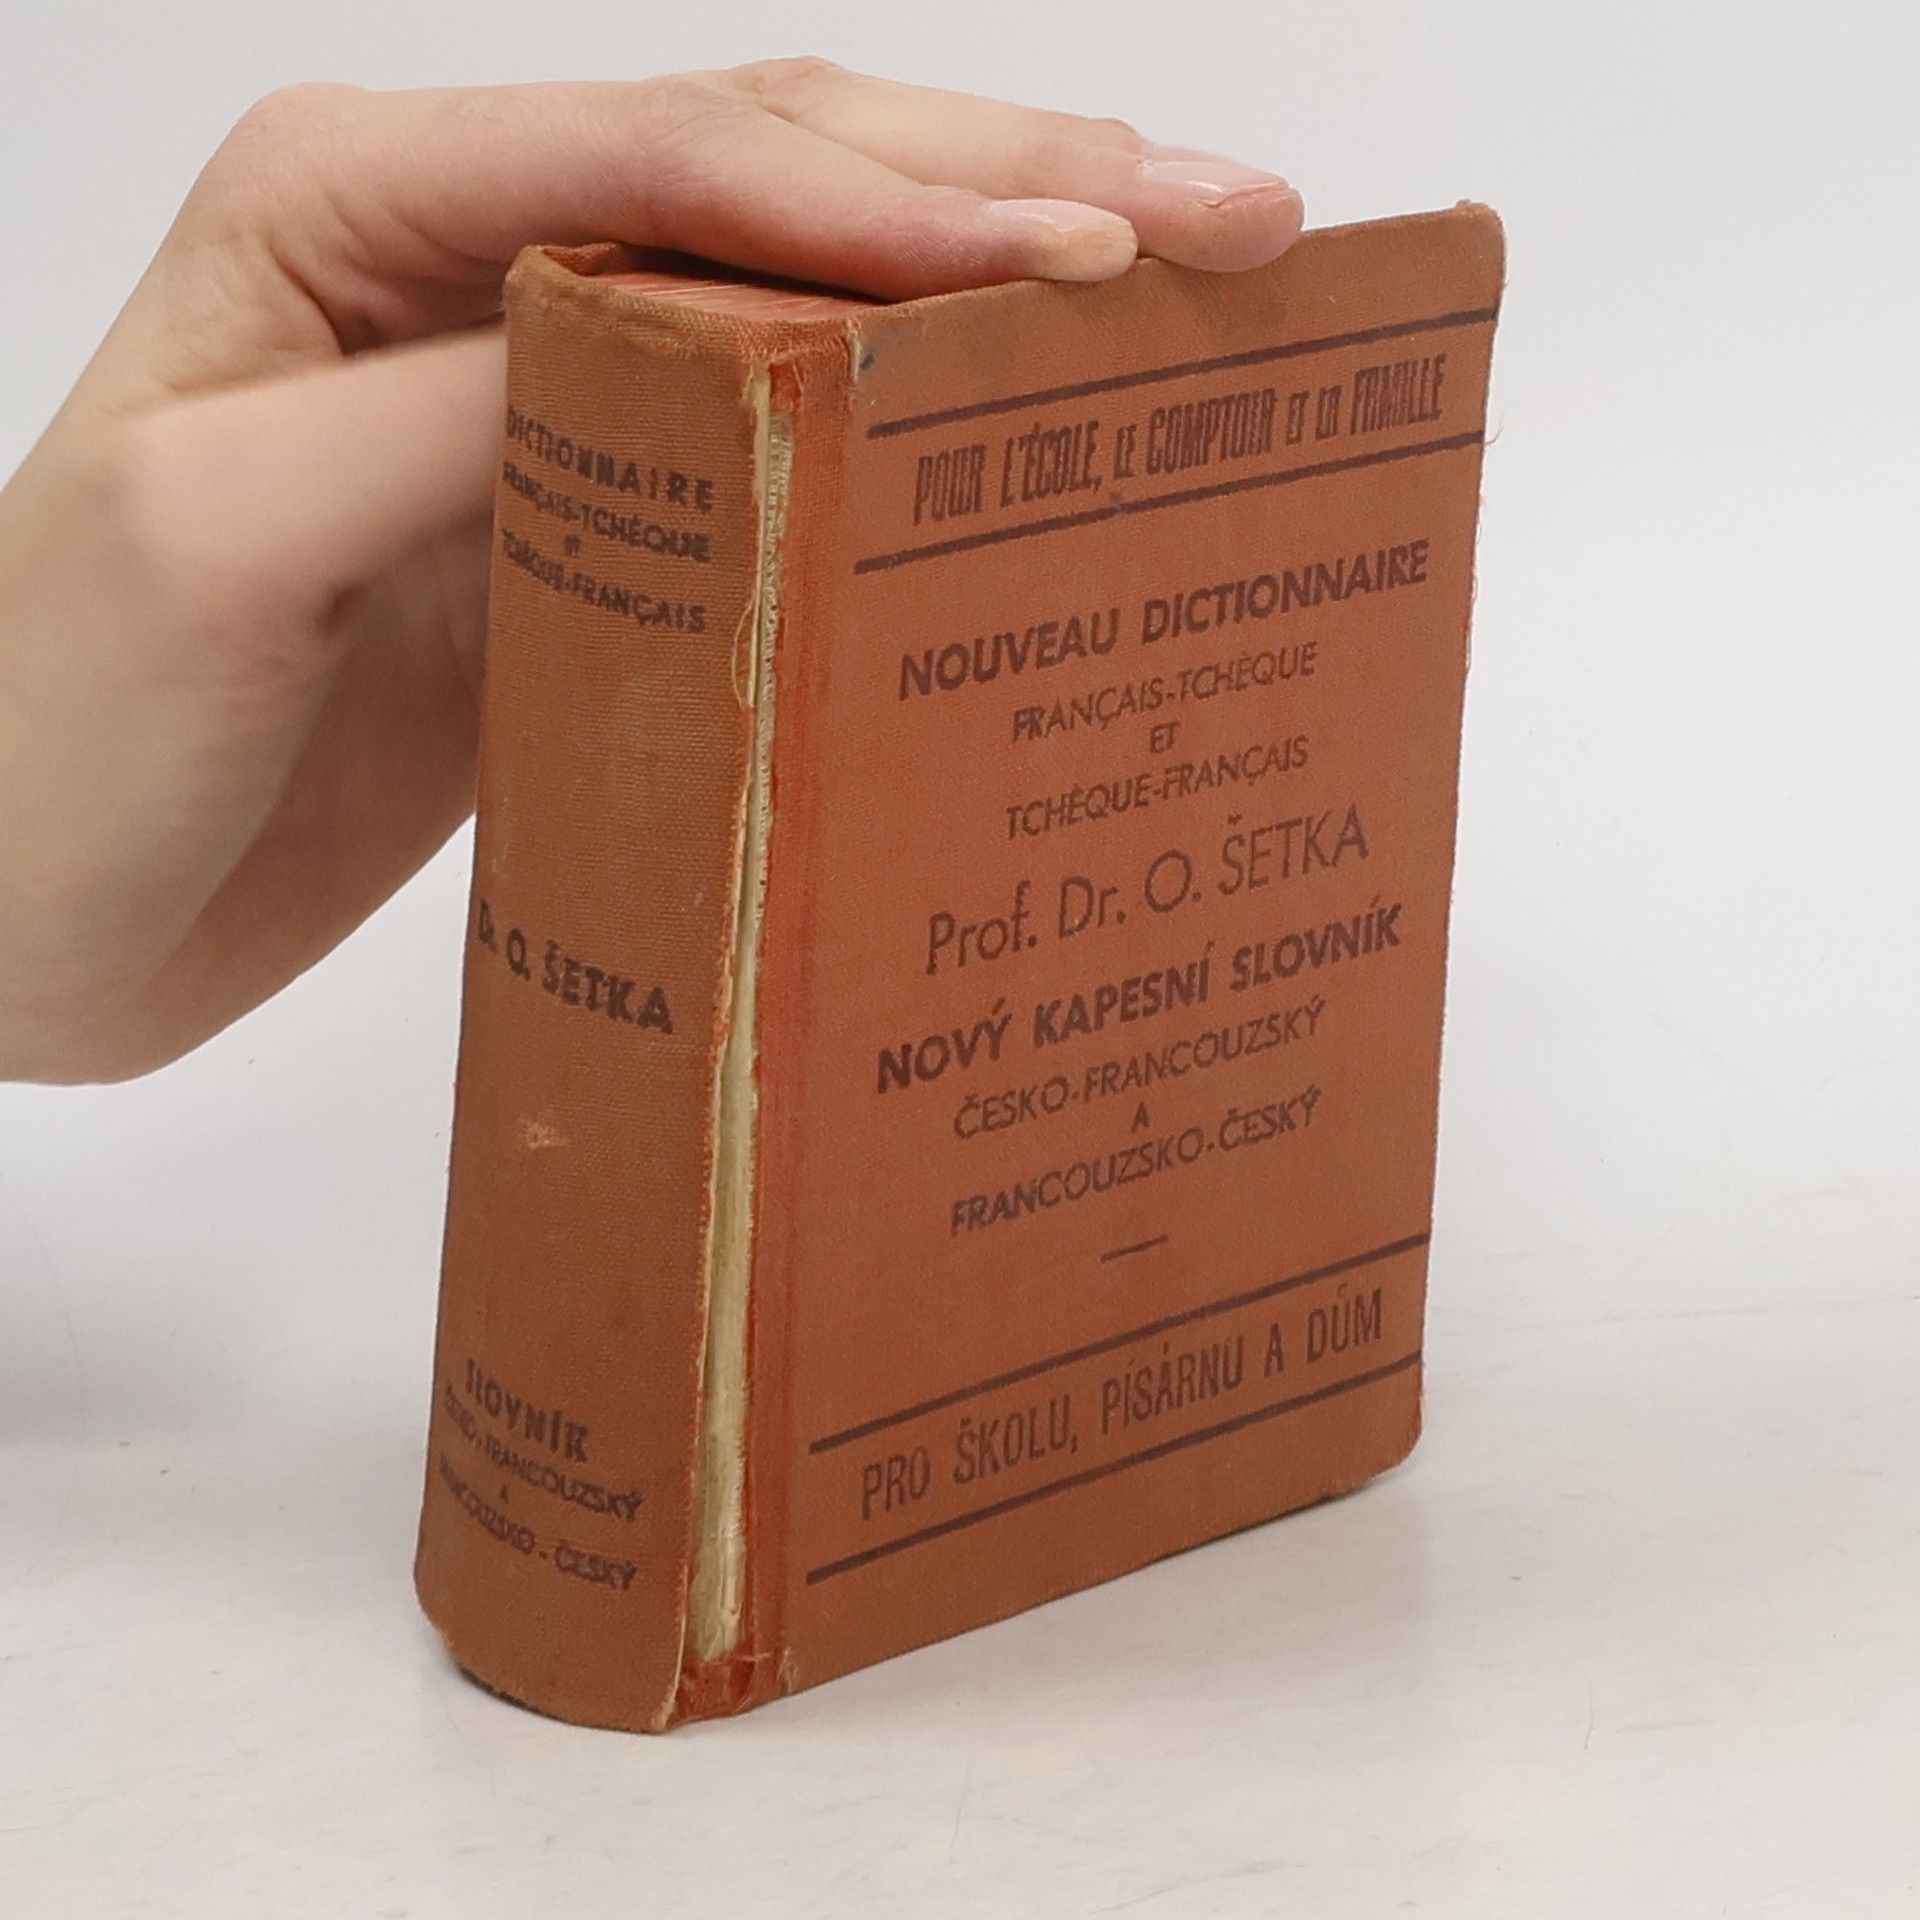 DICTIONNAIRE
FRANÇAIS-TCHÉQUE
ET
TCHÉQUE-FRANÇAIS
Dr. O. ŠETKA
SLOVNÍK
ČESKO-FRANCOUZSKÝ
A
FRANCOUZSKO-ČESKÝ
POUR L'ÉCOLE, LE COMPTOIR ET LA FAMILLE
NOUVEAU DICTIONNAIRE
FRANÇAIS-TCHÈQUE
ET
TCHÈQUE-FRANÇAIS
Prof. Dr. O. ŠETKA
NOVÝ KAPESNÍ SLOVNÍK
ČESKO-FRANCOUZSKÝ
A
FRANCOUZSKO-ČESKÝ
PRO ŠKOLU, PÍSÁRNU A DŮM